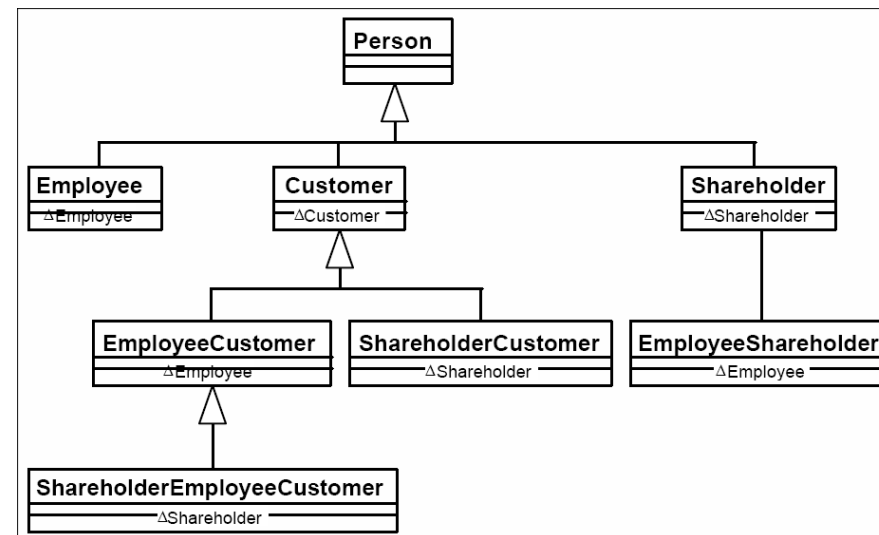 Person
Employee
ΔEmployee
Customer
ΔCustomer
Shareholder
ΔShareholder
EmployeeCustomer
ΔEmployee
ShareholderCustomer
ΔShareholder
EmployeeShareholder
ΔEmployee
ShareholderEmployeeCustomer
ΔShareholder